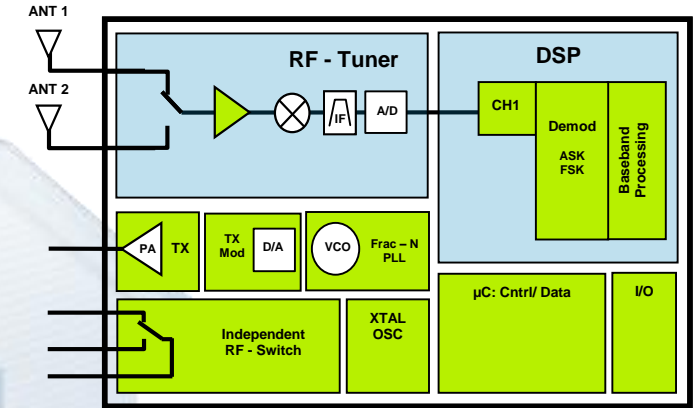 ANT 1
ANT 2
RF - Tuner
IF
A/D
DSP
CH1
Demod
ASK
FSK
Baseband
Processing
PA
TX
TX
Mod
D/A
VCO
Frac – N
PLL
Independent
RF - Switch
XTAL
OSC
µC: Cntrl/ Data
I/O